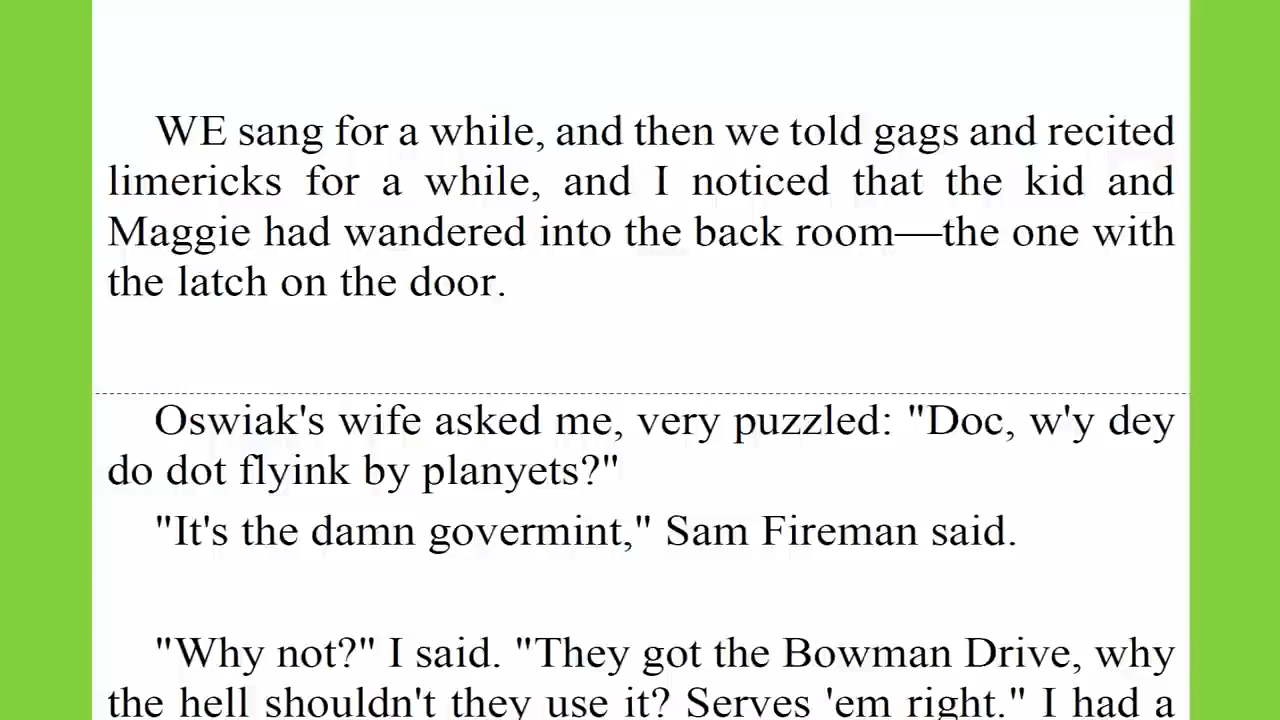 WE sang for a while, and then we told gags and recited
limericks for a while, and I noticed that the kid and
Maggie had wandered into the back room—the one with
the latch on the door.
Oswiak's wife asked me, very puzzled: "Doc, w'y dey
do dot flyink by planyets?"
"It's the damn govermint," Sam Fireman said.
"Why not?" I said. "They got the Bowman Drive, why
the hell shouldn't they use it? Serves 'em right." I had a